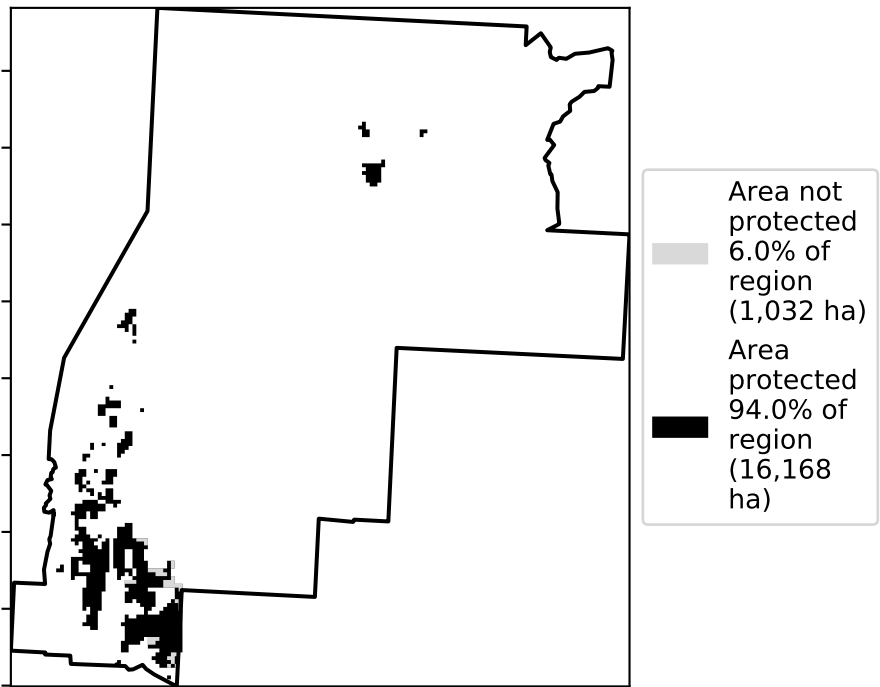 Area not
protected
6.0% of
region
(1,032 ha)
Area
protected
94.0% of
region
(16,168
ha)